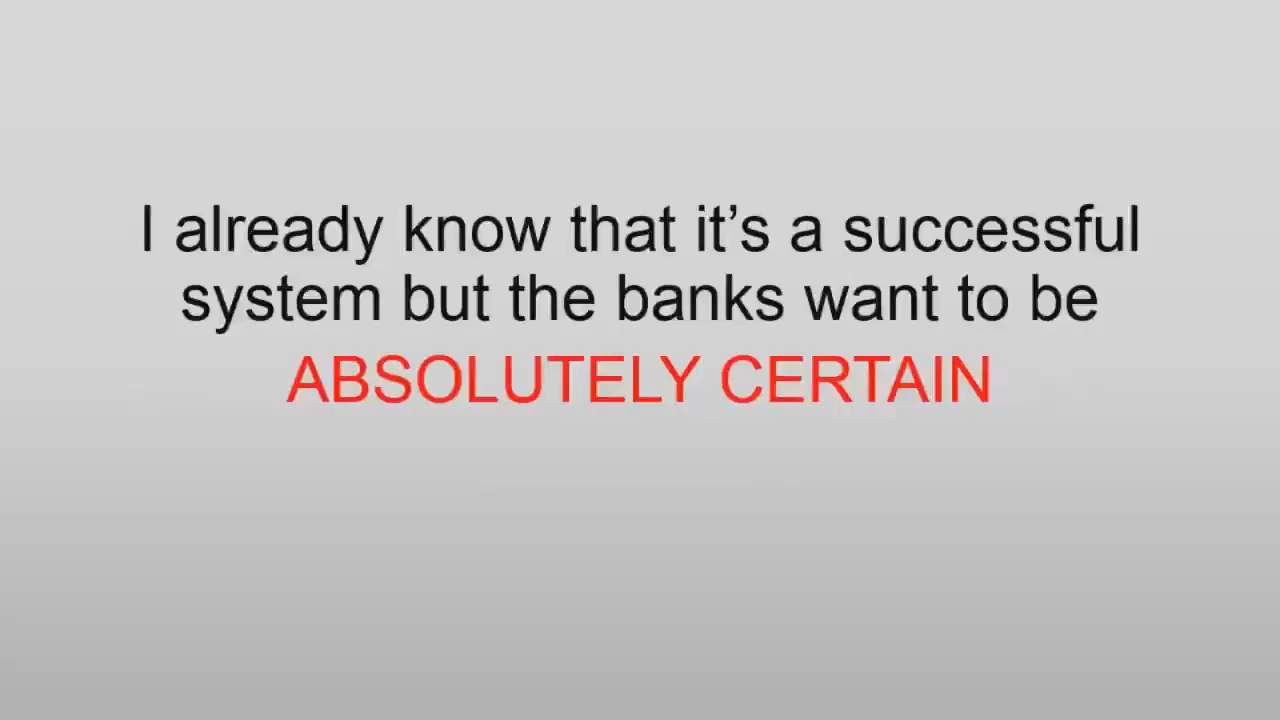 I already know that it’s a successful
system but the banks want to be
ABSOLUTELY CERTAIN